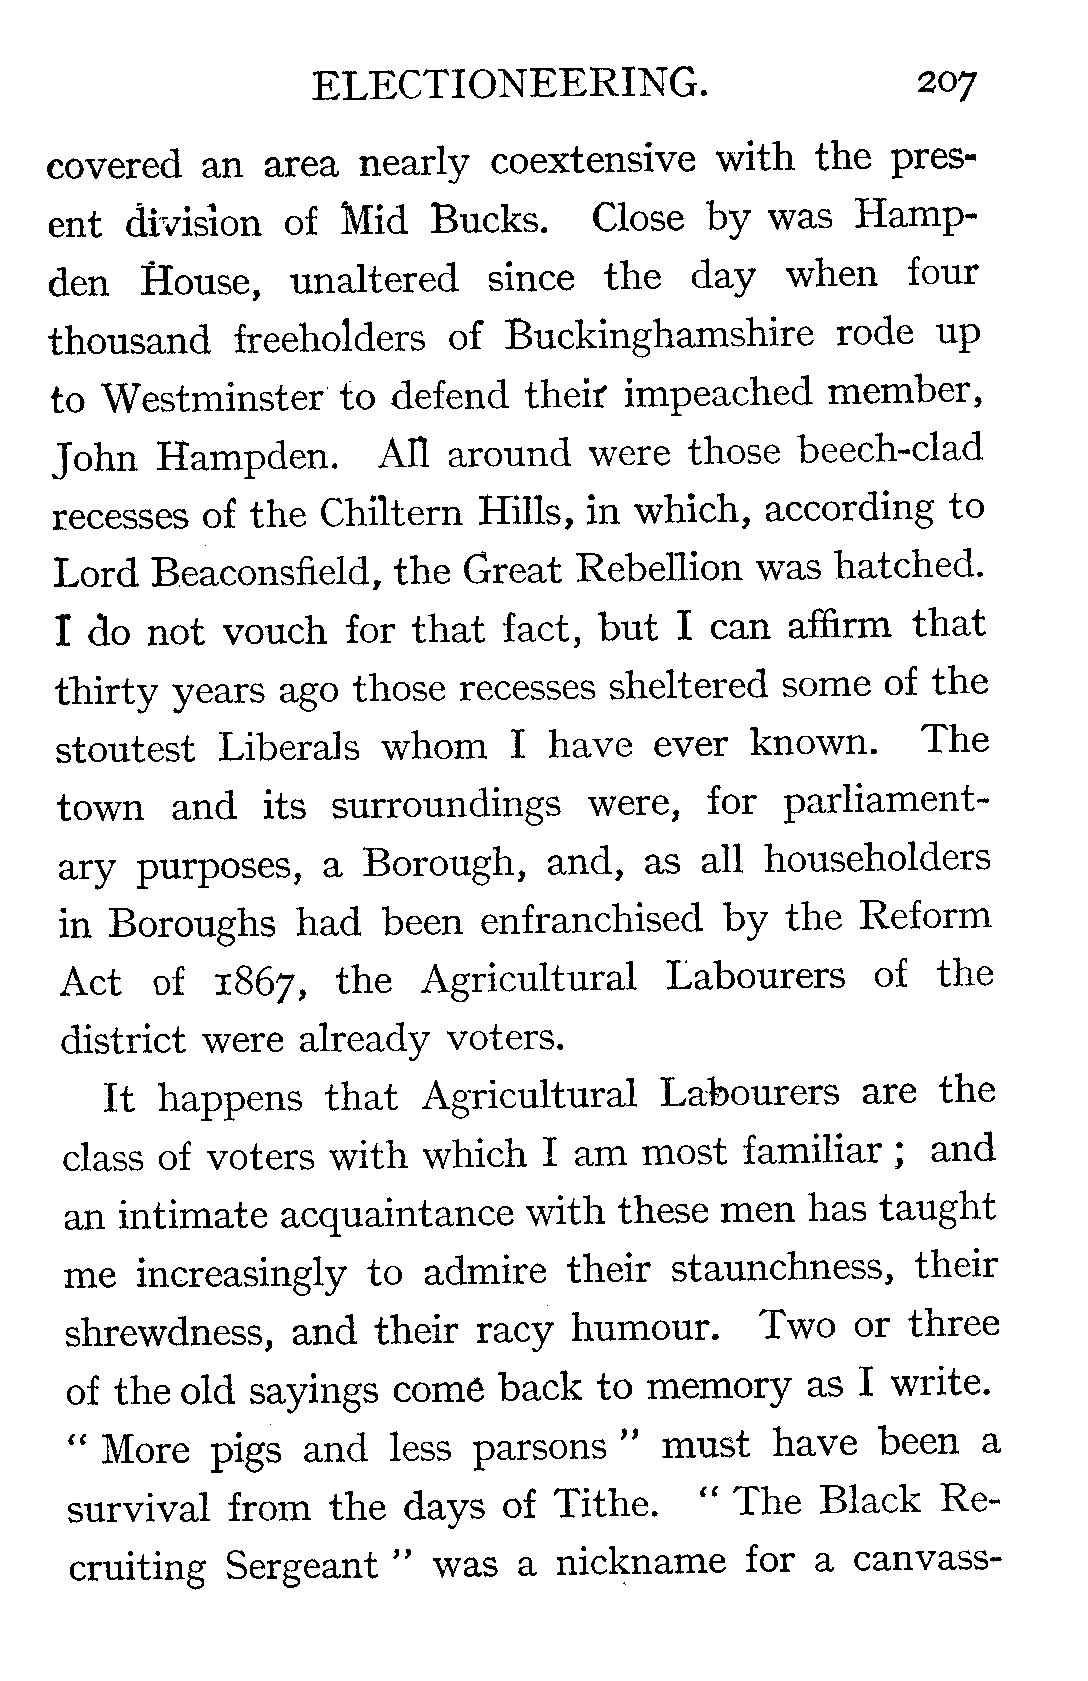 ELECTIONEERING. 207
covered an area nearly coextensive with the pres-
ent division of Mid Bucks. Close by was Hamp-
den House, unaltered since the day when four
thousand freeholders of Buckinghamshire rode up
to Westminster to defend their impeached member,
John Hampden. All around were those beech-clad
recesses of the Chiltern Hills, in which, according to
Lord Beaconsfield, the Great Rebellion was hatched.
I do not vouch for that fact, but I can affirm that
thirty years ago those recesses sheltered some of the
stoutest Liberals whom I have ever known. The
town and its surroundings were, for parliament-
ary purposes, a Borough, and, as all householders
in Boroughs had been enfranchised by the Reform
Act of 1867, the Agricultural Labourers of the
district were already voters.
It happens that Agricultural Labourers are the
class of voters with which I am most familiar ; and
an intimate acquaintance with these men has taught
me increasingly to admire their staunchness, their
shrewdness, and their racy humour. Two or three
of the old sayings come back to memory as I write.
“ More pigs and less parsons ” must have been a
survival from the days of Tithe. “ The Black Re-
cruiting Sergeant ” was a nickname for a canvass-